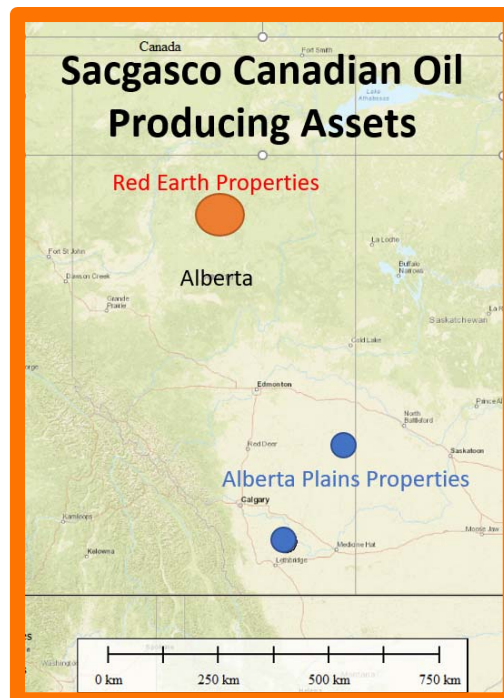 Canada
Fort Smith
Sacgasco Canadian Oil
Producing Assets
Lake
Athabasca
Red Earth Properties
La Loche
Fort St John
Buffalo
Narrows
Dawson Creek
Alberta
Grande
Prairie
Saskatchewan
Cold Lake
Edmonton
North
Battleford
Red Deer
Saskatoon
Alberta Plains Properties
Calgary
Kamloops
Moose Jaw
Medicine Hat
Kelowna
Lethbridge
0 km 250 km 500 km 750 km